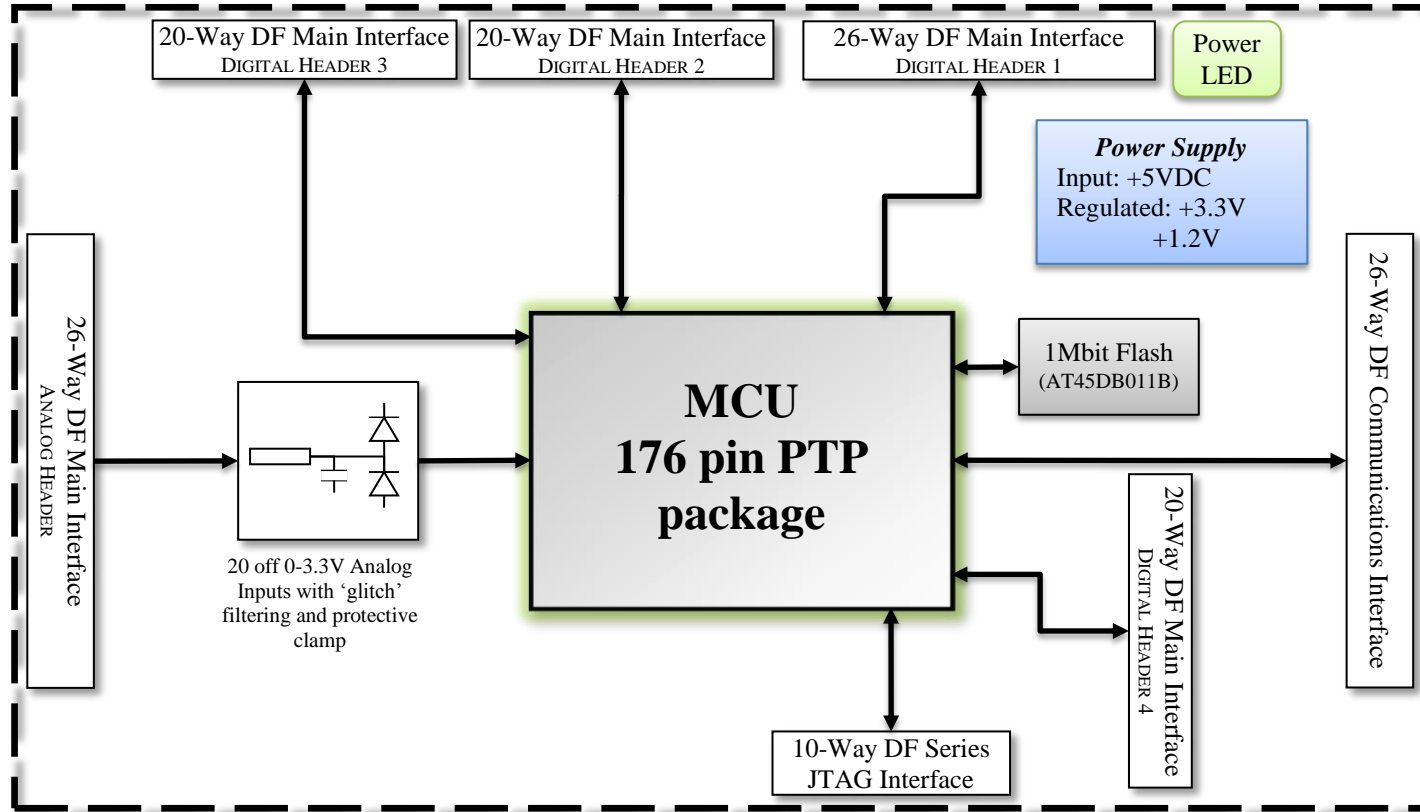 20-Way DF Main Interface
DIGITAL HEADER 3
20-Way DF Main Interface
DIGITAL HEADER 2
26-Way DF Main Interface
DIGITAL HEADER 1
Power
LED
Power Supply
Input: +5VDC
Regulated: +3.3V
+1.2V
26-Way DF Main Interface
ANALOG HEADER
20 off 0-3.3V Analog
Inputs with ‘glitch’
filtering and protective
clamp
MCU
176 pin PTP
package
1Mbit Flash
(AT45DB011B)
26-Way DF Communications Interface
20-Way DF Main Interface
DIGITAL HEADER 4
10-Way DF Series
JTAG Interface